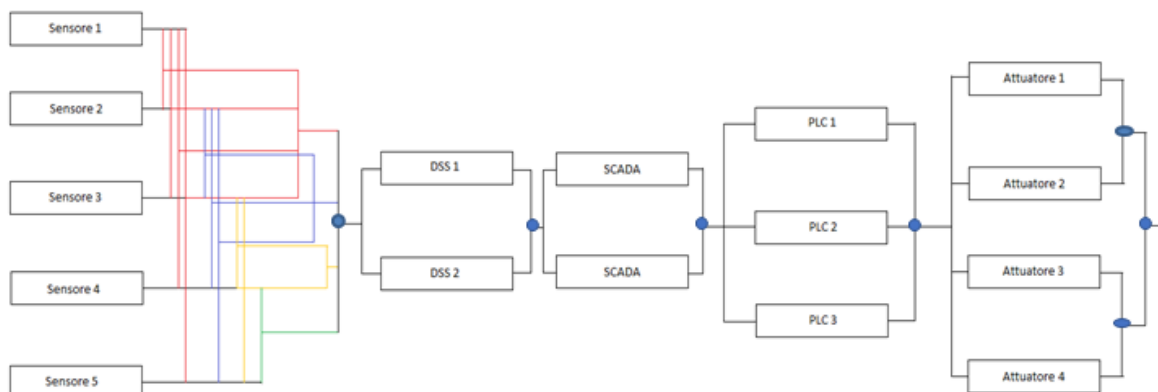 Sensore 1
Sensore 2
Sensore 3
Sensore 4
Sensore 5
DSS 1
DSS 2
SCADA
SCADA
PLC 1
PLC 2
PLC 3
Attuatore 1
Attuatore 2
Attuatore 3
Attuatore 4